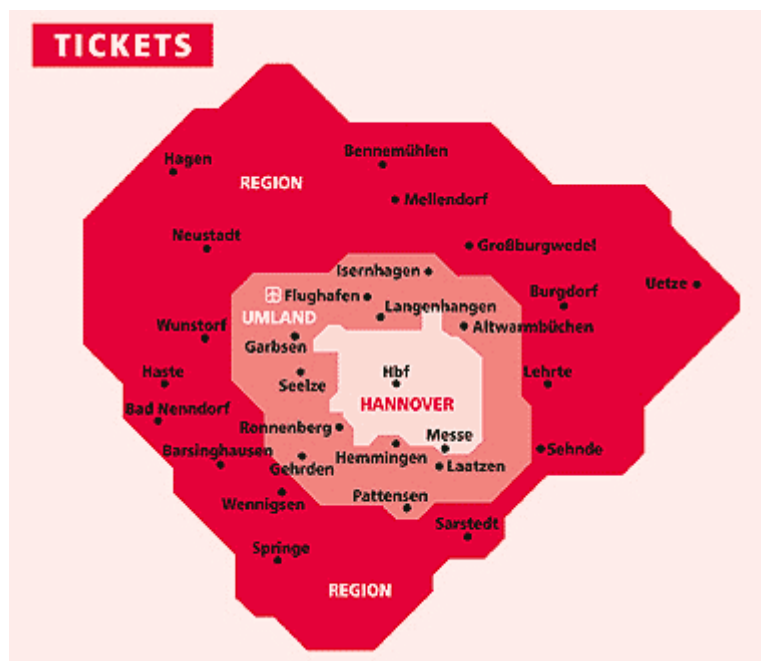 TICKETS
Bennemühlen
Hagen
REGION
Mellendorf
Neustadt
Großburgwedel
Isernhagen
Uetze
Flughafen
Burgdorf
Langenhangen
UMLAND
Wunstorf
Altwarmbüchen
Garbsen
Haste
Hbf
Lehrte
Seelze
HANNOVER
Bad Nenndorf
Ronnenberg
Messe
Barsinghausen
Hemmingen
Sehnde
Gehrden
Laatzen
Pattensen
Wennigsen
Sarstedt
Springe
REGION